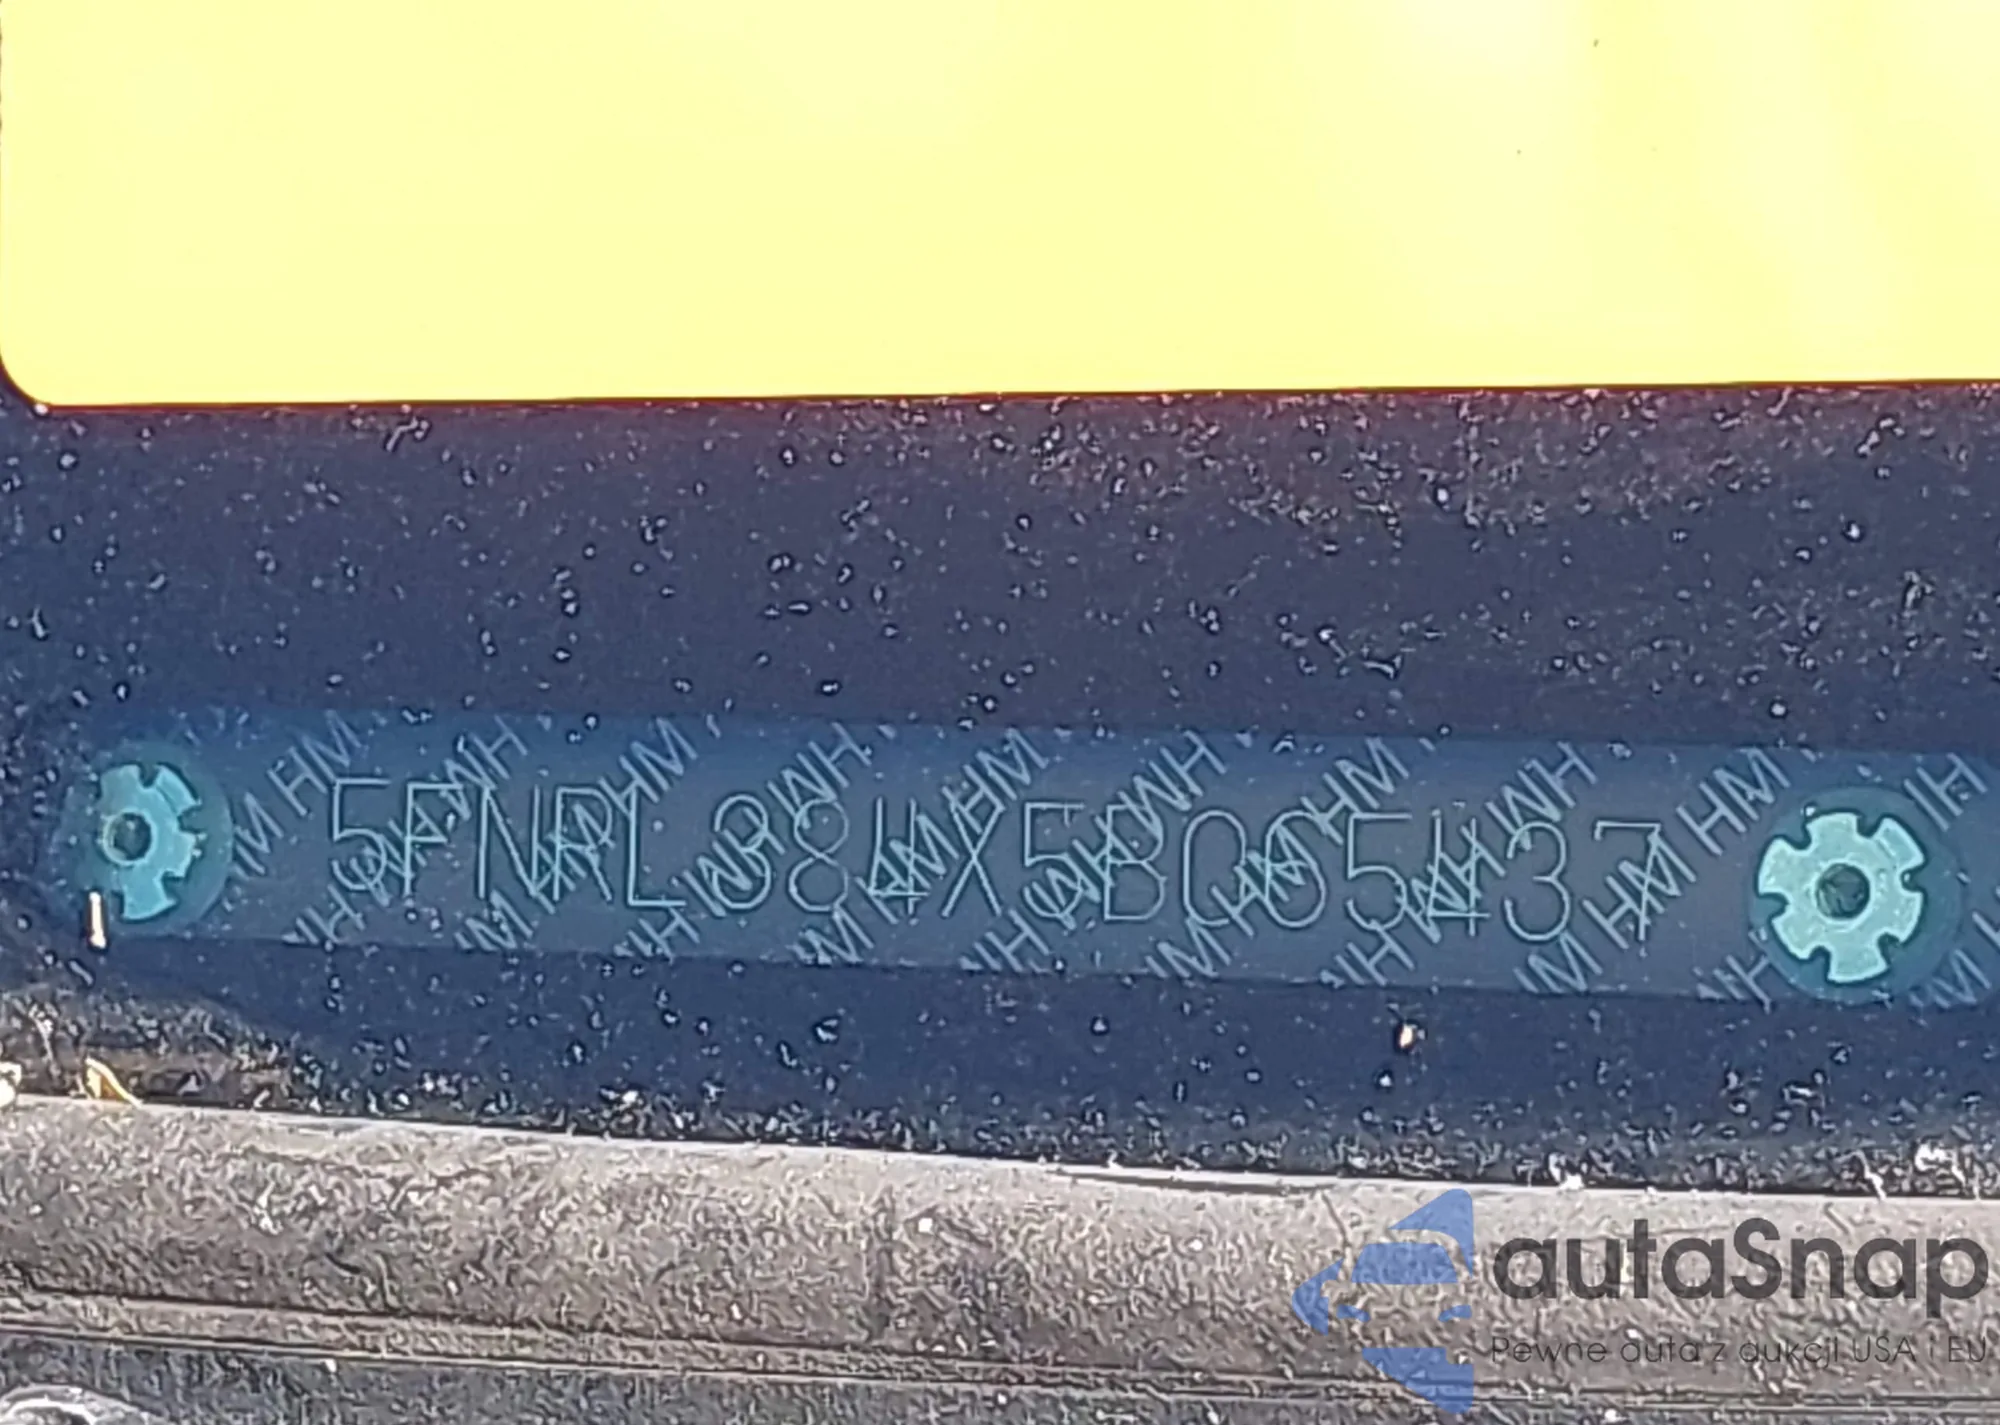 5FNRL384X5B065437
autaSnap
Pewne auta z aukcji USA i EU